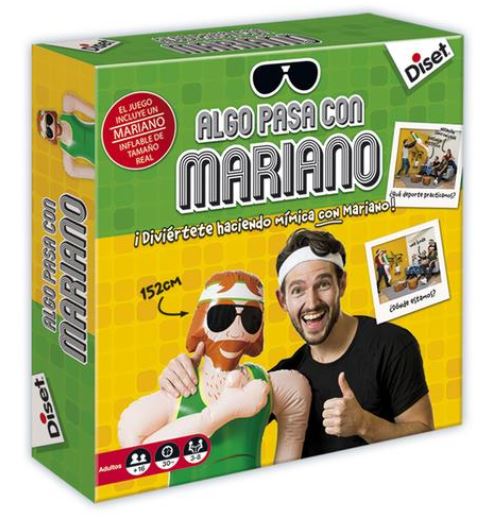 Diset
EL JUEGO
INCLUYE UN
MARIANO
INFLABLE DE
TAMAÑO
REAL
ALGO PASA CON
MARIANO
¡Diviértete haciendo mímica con Mariano!
¿Qué deporte practicamos?
¿Dónde estamos?
152CM
Adultos
+16
30'
3-8
ALGO PASA CON
MARIANO
Diset